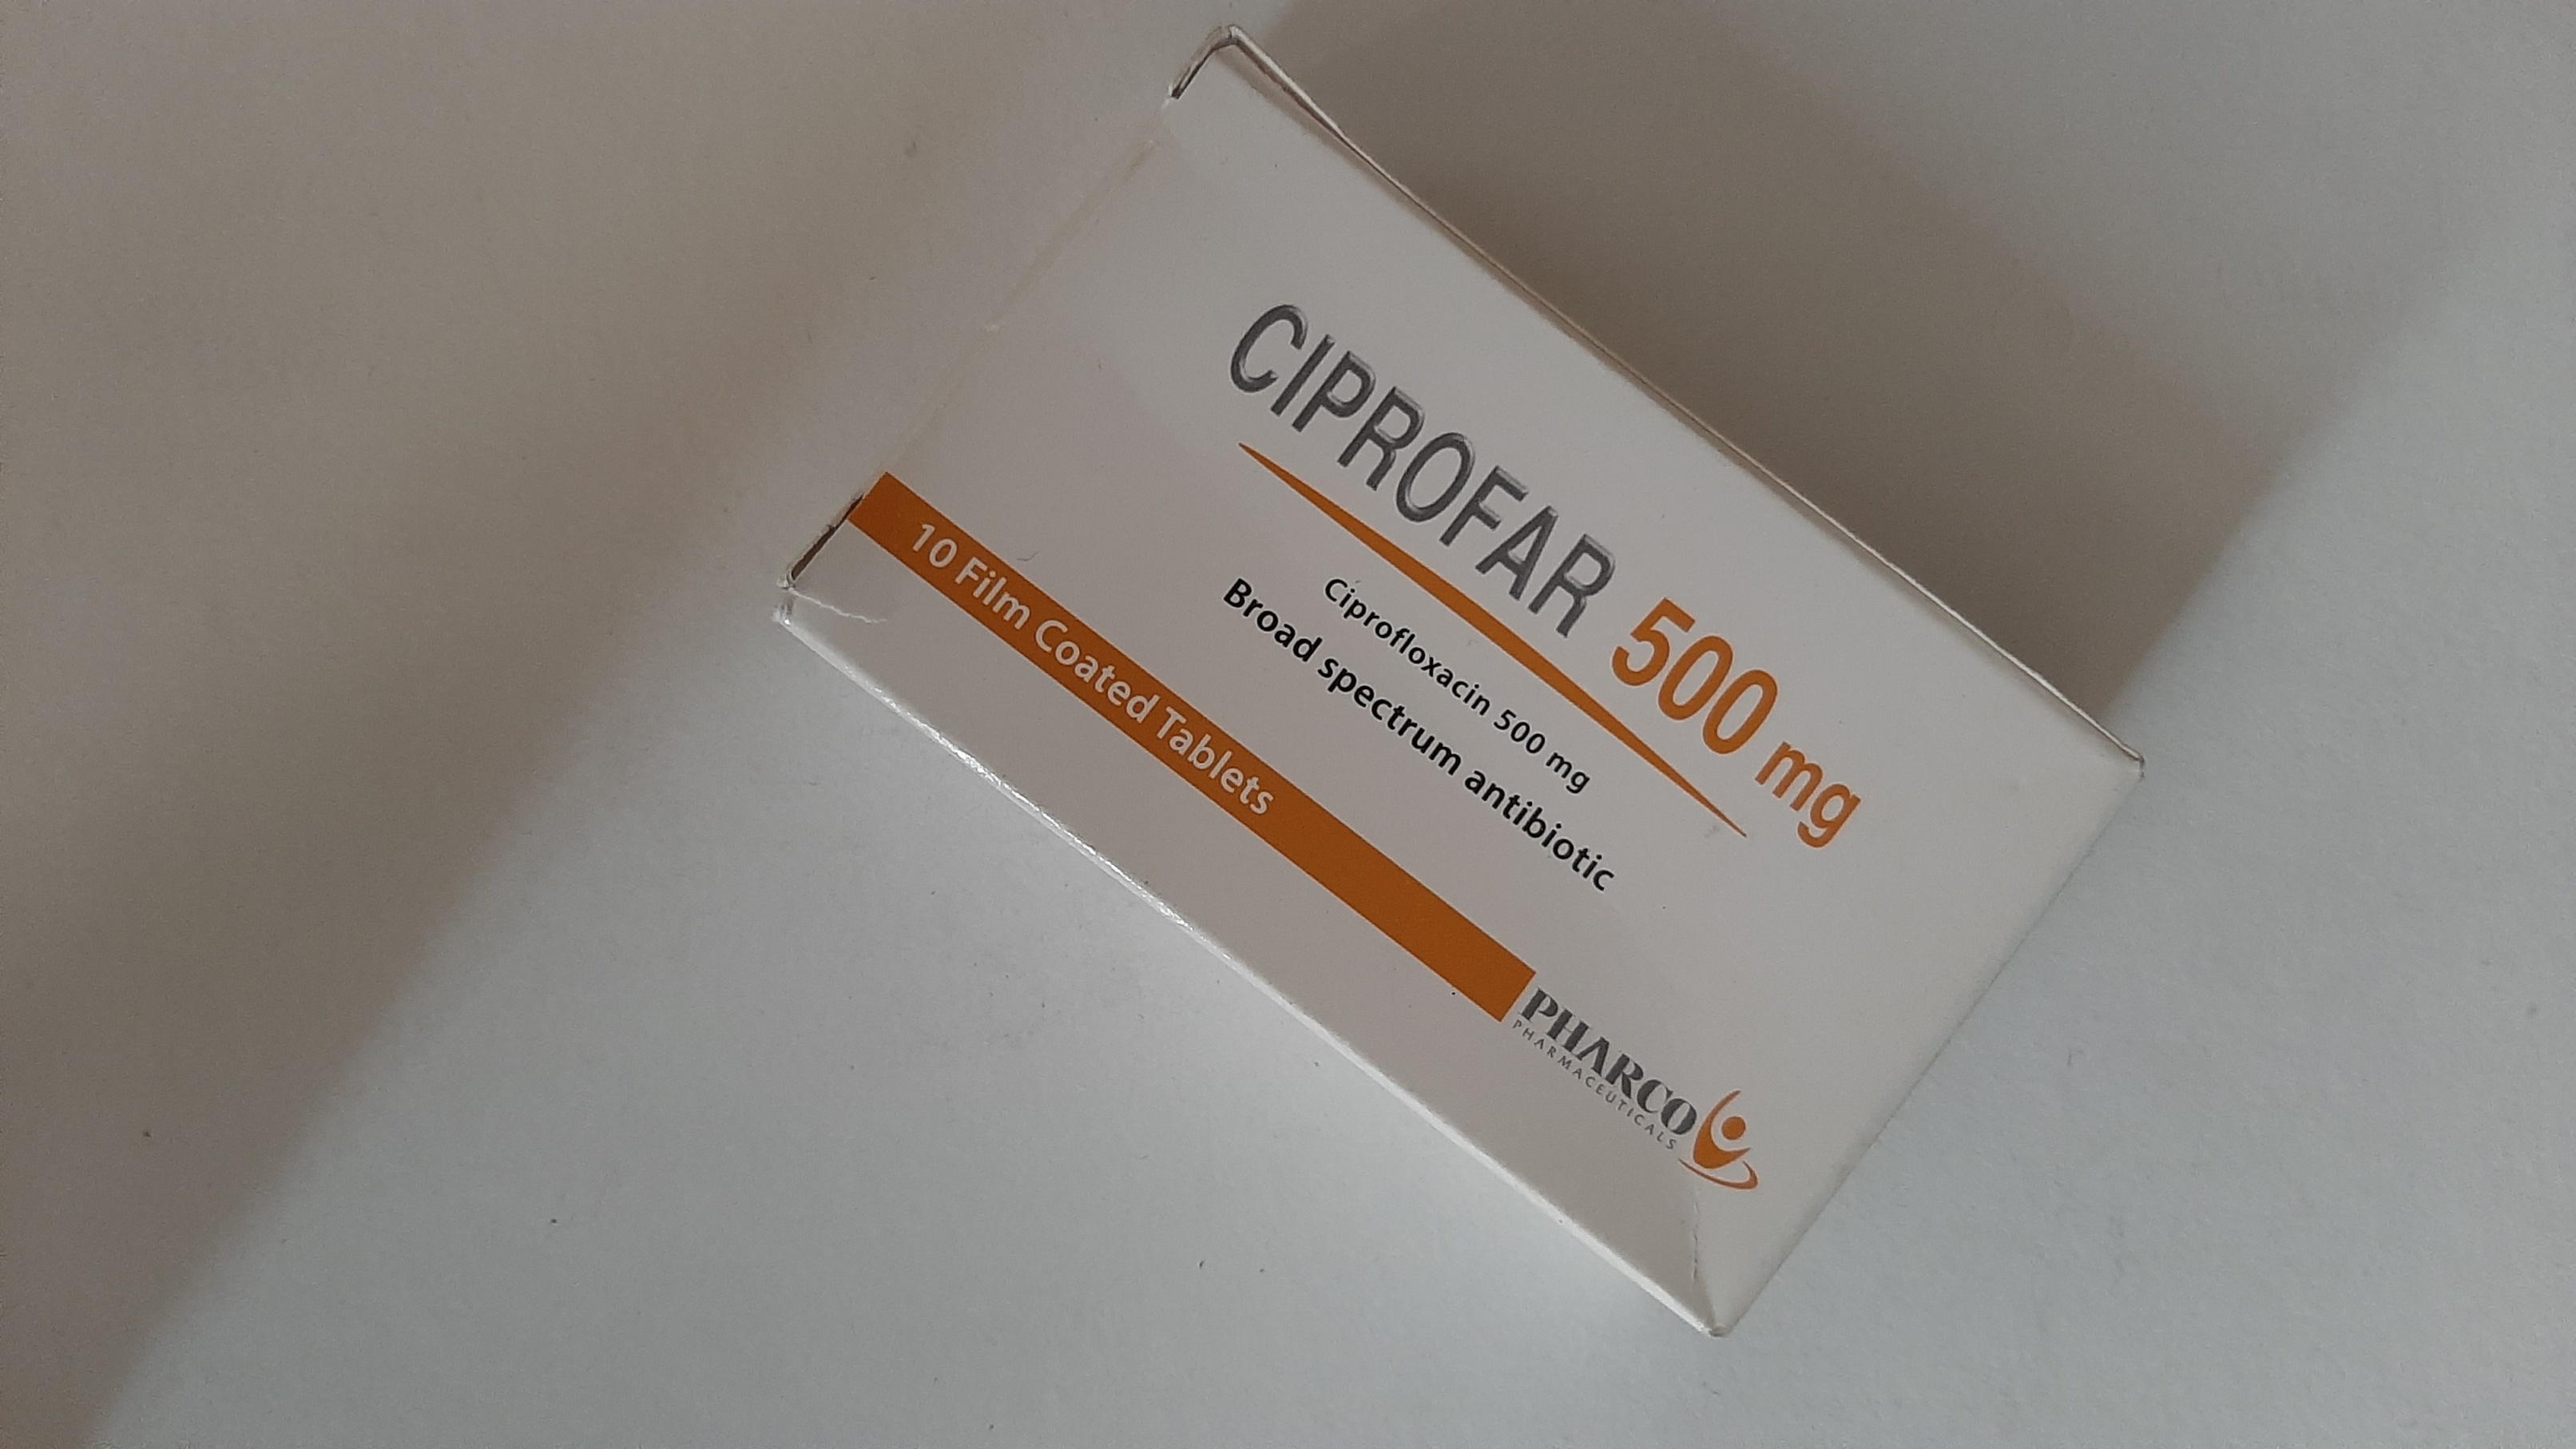 CIPROFAR 500 mg
Ciprofloxacin 500 mg
Broad spectrum antibiotic
10 Film Coated Tablets
PHARCO
PHARMACEUTICALS